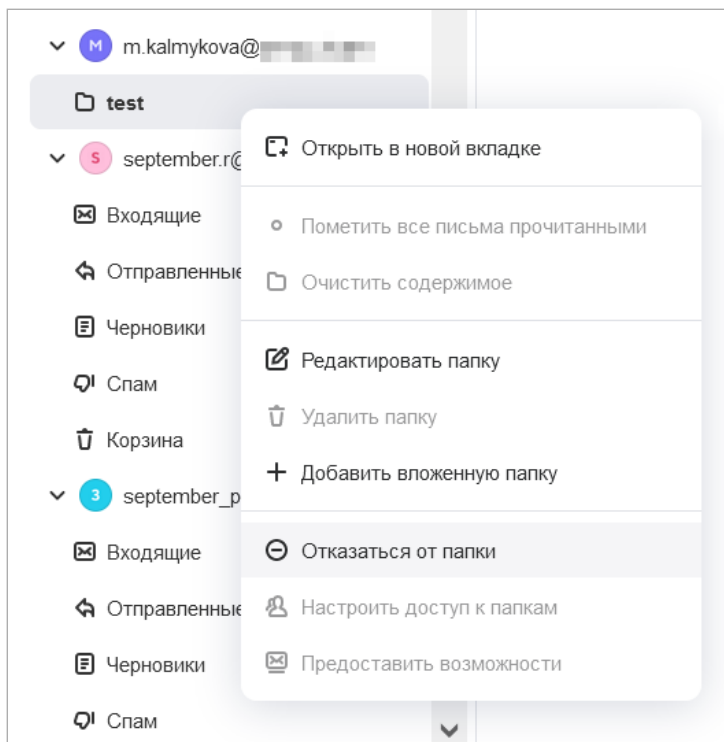 M m.kalmykova@
test
Открыть в новой вкладке
S september.r@
Входящие
Пометить все письма прочитанными
Отправленные
Очистить содержимое
Черновики
Редактировать папку
Спам
Удалить папку
Корзина
Добавить вложенную папку
3 september_p
Отказаться от папки
Входящие
Отправленные
Настроить доступ к папкам
Черновики
Предоставить возможности
Спам